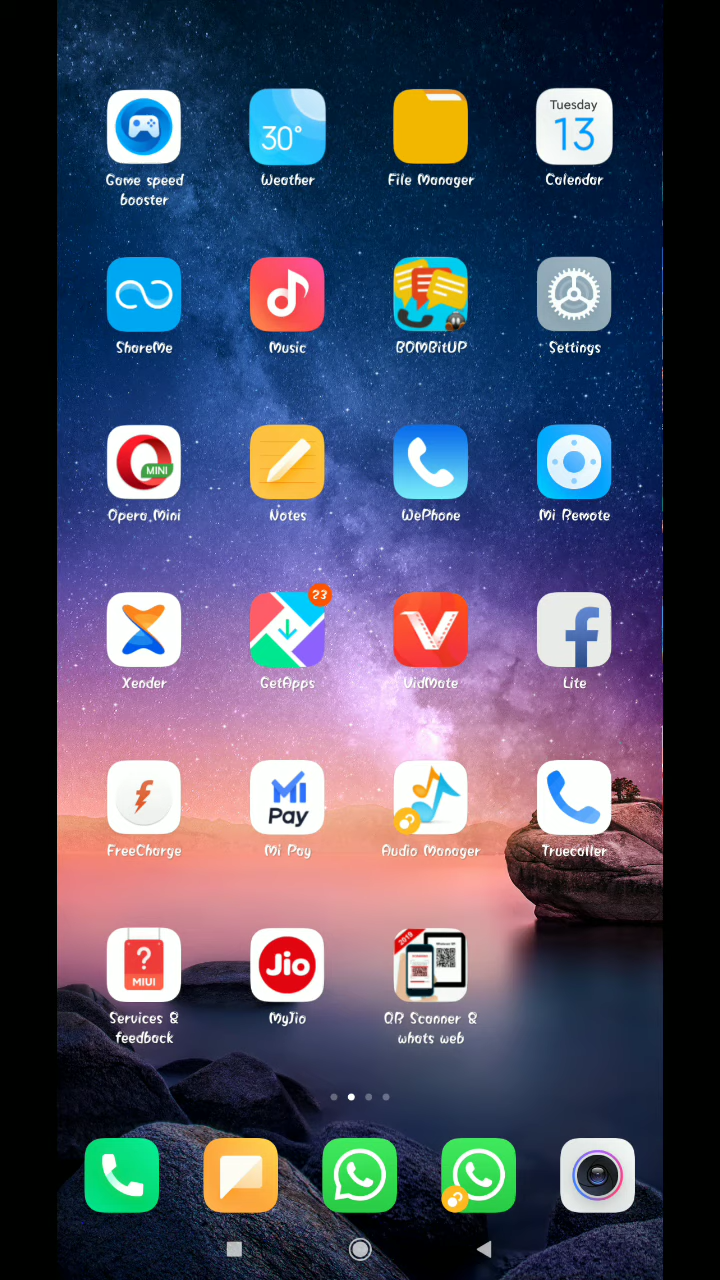 30°
Tuesday
13
Game speed
booster
Weather
File Manager
Calendar
ShareMe
Music
BOMBitUP
Settings
MINI
Opera Mini
Notes
WePhone
Mi Remote
23
Xender
GetApps
VidMate
Lite
Pay
FreeCharge
Mi Pay
Audio Manager
Truecaller
?
MIUI
Jio
2019
Services &
feedback
MyJio
QR Scanner &
whats web